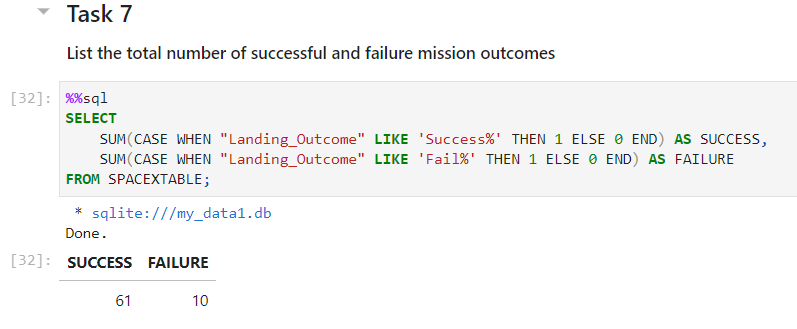 Task 7
List the total number of successful and failure mission outcomes
[32]: %%sql
SELECT
SUM(CASE WHEN "Landing_Outcome" LIKE 'Success%' THEN 1 ELSE 0 END) AS SUCCESS,
SUM(CASE WHEN "Landing_Outcome" LIKE 'Fail%' THEN 1 ELSE 0 END) AS FAILURE
FROM SPACEXTABLE;
* sqlite:///my_data1.db
Done.
[32]: SUCCESS FAILURE
61 10